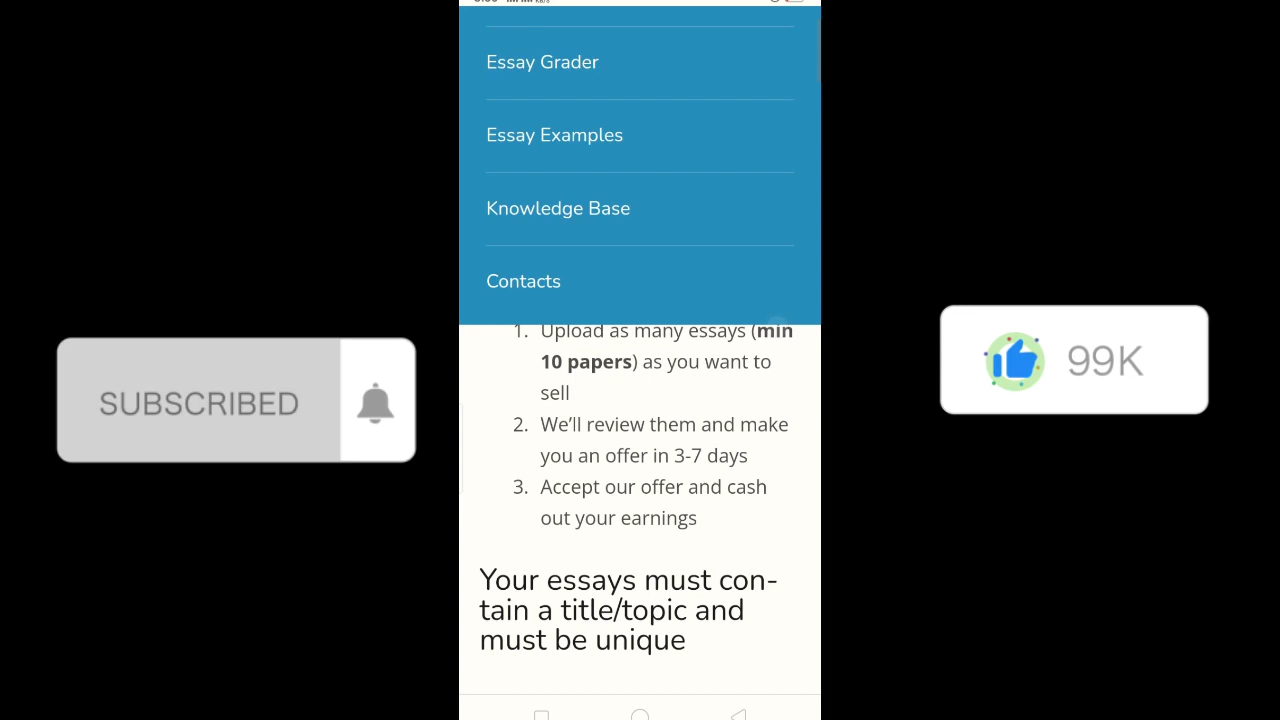 Essay Grader
Essay Examples
Knowledge Base
Contacts
1. Upload as many essays (min
10 papers) as you want to
sell
2. We'll review them and make
you an offer in 3-7 days
3. Accept our offer and cash
out your earnings
Your essays must con-
tain a title/topic and
must be unique
SUBSCRIBED
99K